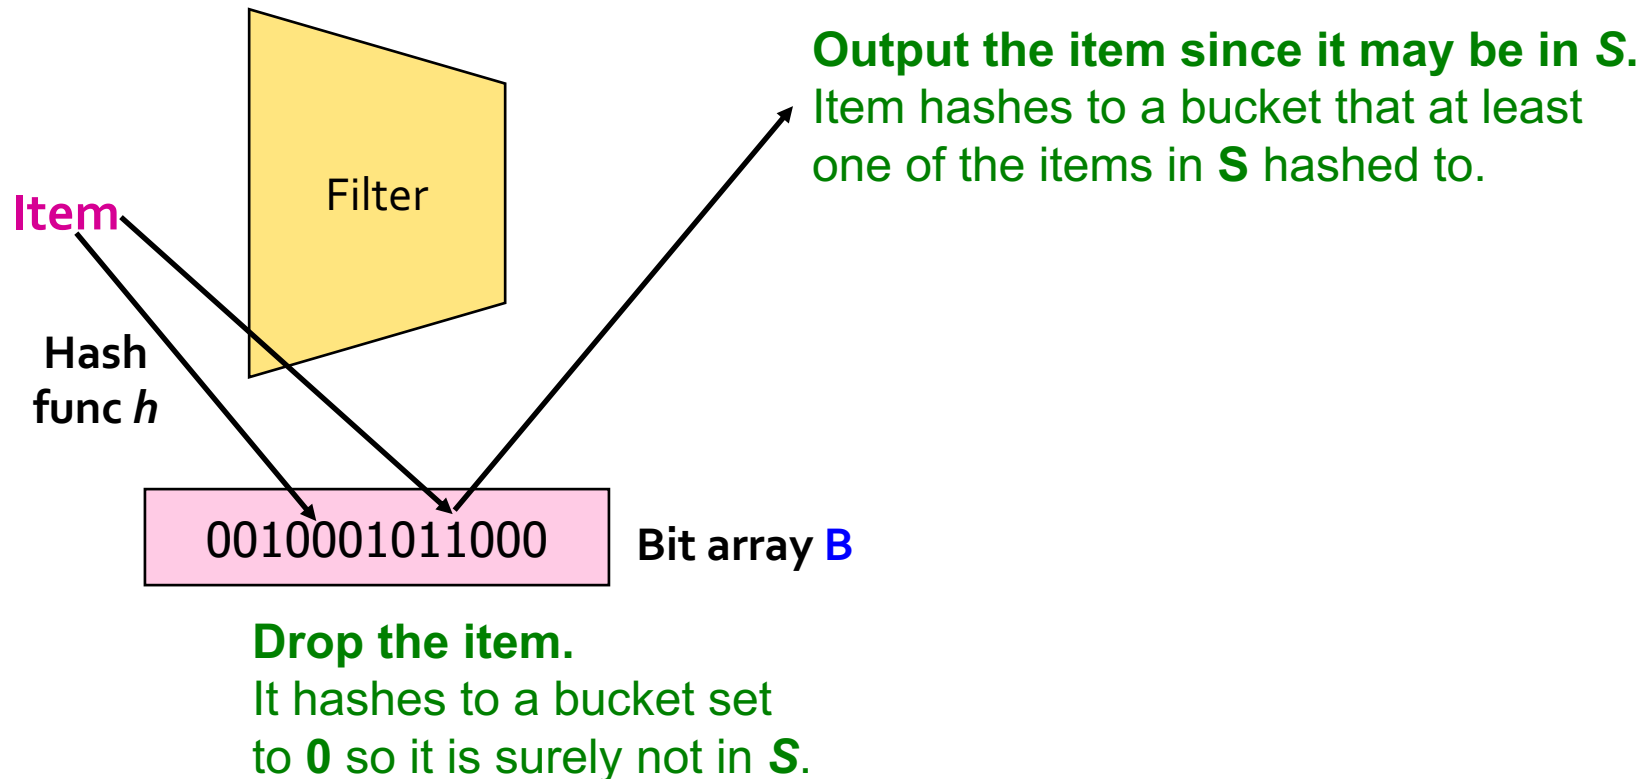 Output the item since it may be in S.
Item hashes to a bucket that at least
one of the items in S hashed to.
Filter
Item
Hash
func h
0010001011000
Bit array B
Drop the item.
It hashes to a bucket set
to 0 so it is surely not in S.